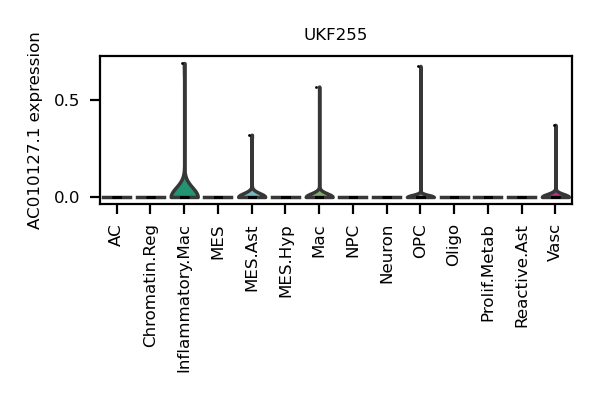 UKF255
AC010127.1 expression
0.5
0.0
AC
Chromatin.Reg
Inflammatory.Mac
MES
MES.Ast
MES.Hyp
Mac
NPC
Neuron
OPC
Oligo
Prolif.Metab
Reactive.Ast
Vasc